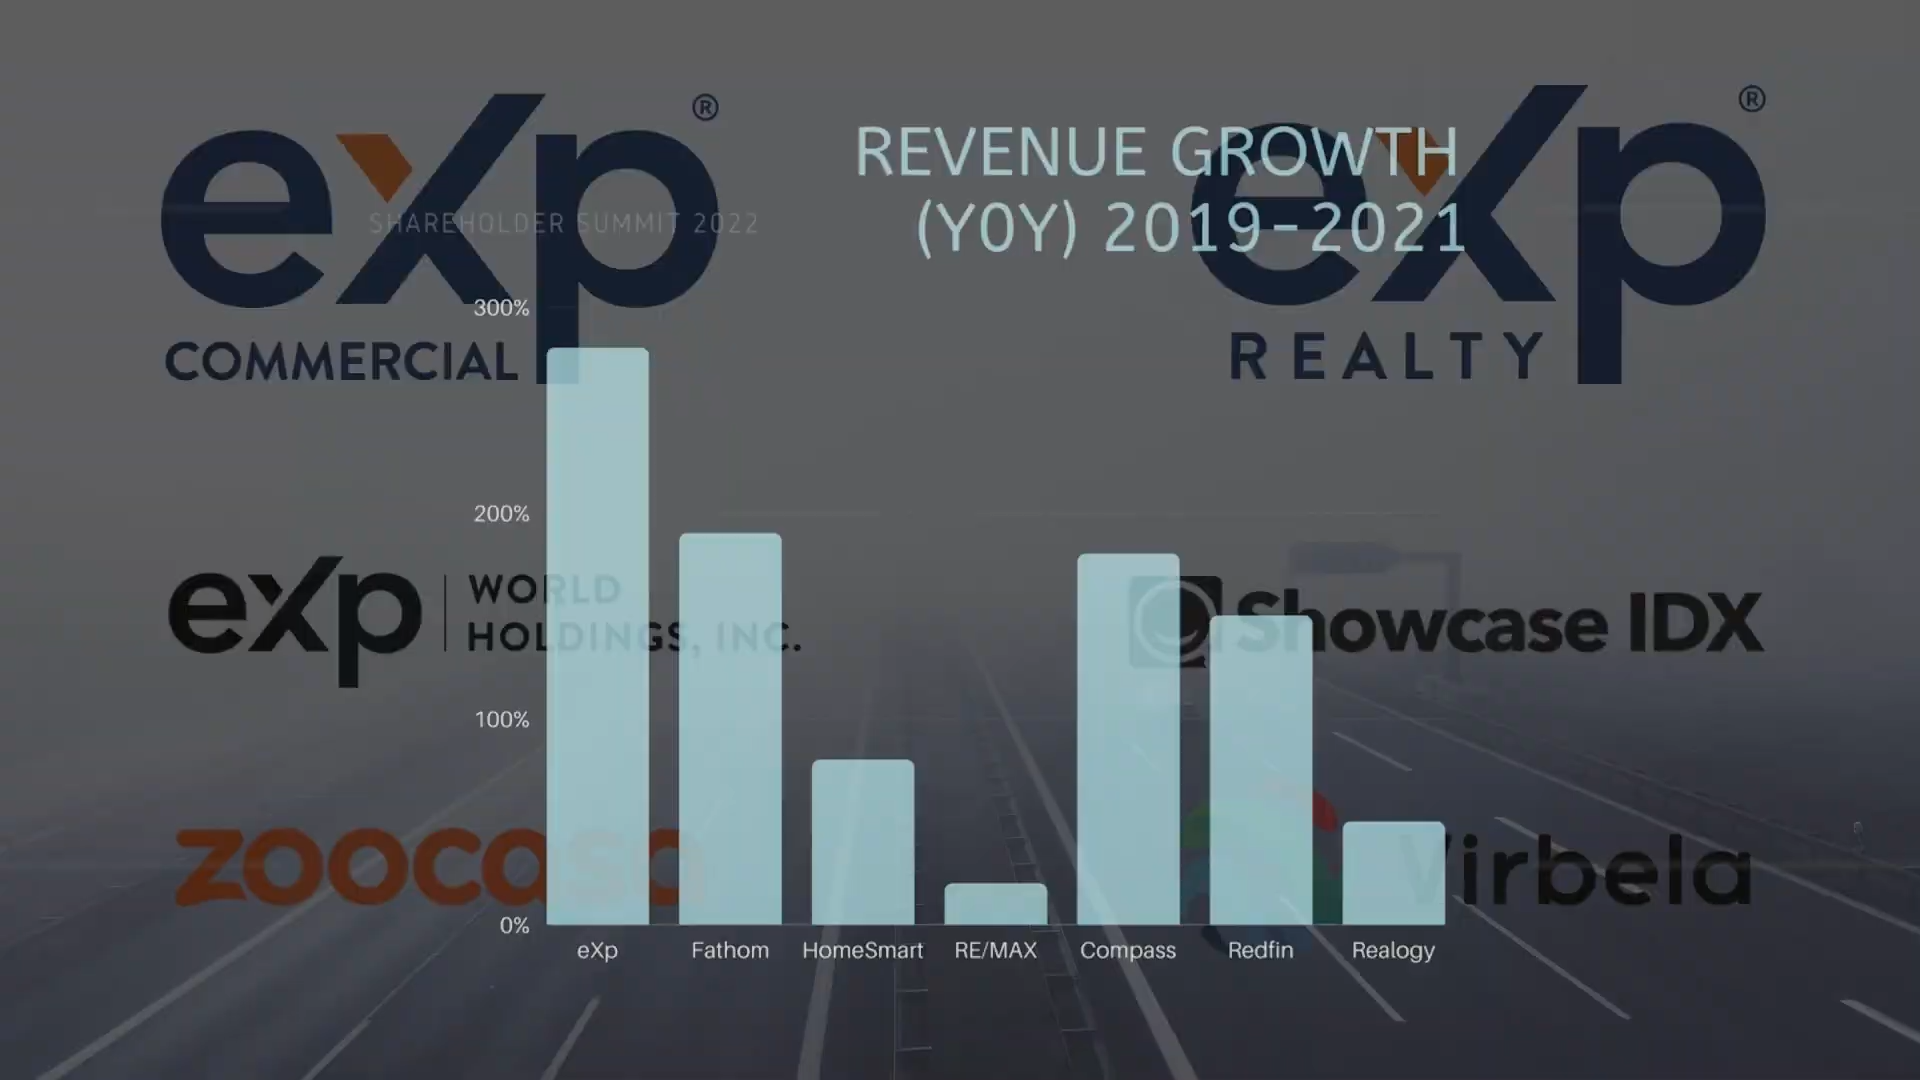 eXp®
COMMERCIAL
SHAREHOLDER SUMMIT 2022
REVENUE GROWTH
(Y0Y) 2019-2021
eXp®
REALTY
300%
200%
100%
0%
eXp
WORLD
HOLDINGS, INC.
Showcase IDX
zoocasa
Virbela
eXp
Fathom
HomeSmart
RE/MAX
Compass
Redfin
Realogy